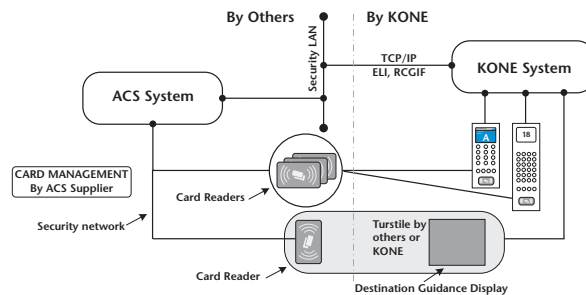 By Others
By KONE
Security LAN
TCP/IP
ELI, RCGIF
KONE System
ACS System
A
18
CARD MANAGEMENT
By ACS Supplier
Card Readers
Security network
Turstile by
others or
KONE
Card Reader
Destination Guidance Display